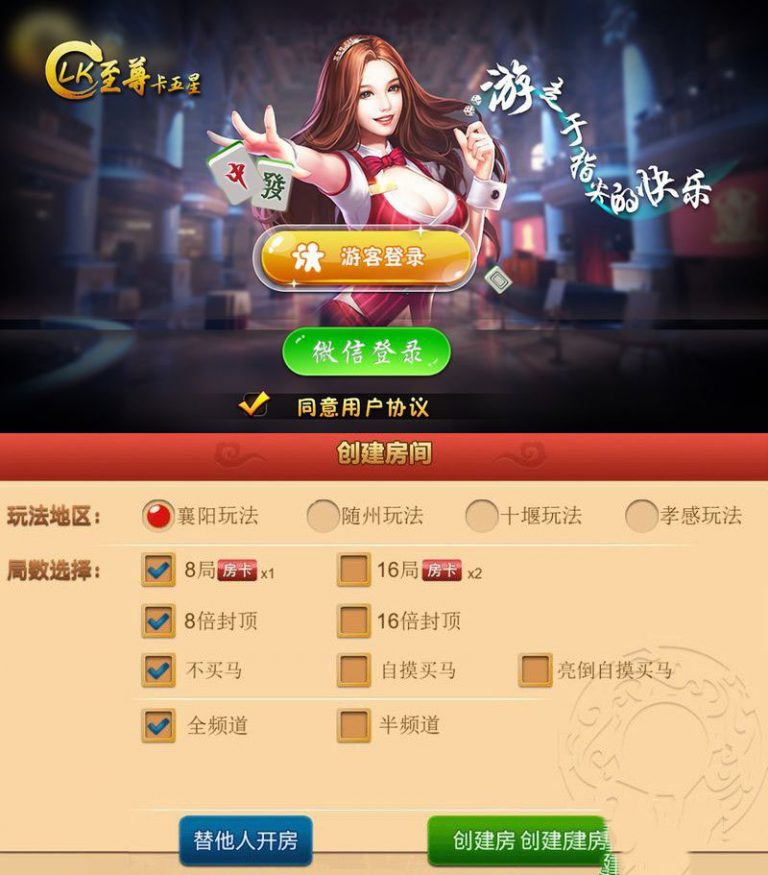 LK至尊卡五星
游艺于指尖的快乐
發
游客登录
微信登录
同意用户协议
创建房间
玩法地区: 襄阳玩法 随州玩法 十堰玩法 孝感玩法
局数选择: 8局 房卡 x1 16局 房卡 x2
8倍封顶 16倍封顶
不买马 自摸买马 亮倒自摸买马
全频道 半频道
替他人开房 创建房 创建房